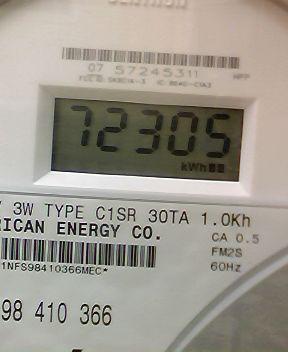 07 57245311 HPP
72305
kWh
V 3W TYPE C1SR 30TA 1.0Kh
RICAN ENERGY CO.
CA 0.5
FM2S
60Hz
1NFS98410366MEC*
98 410 366